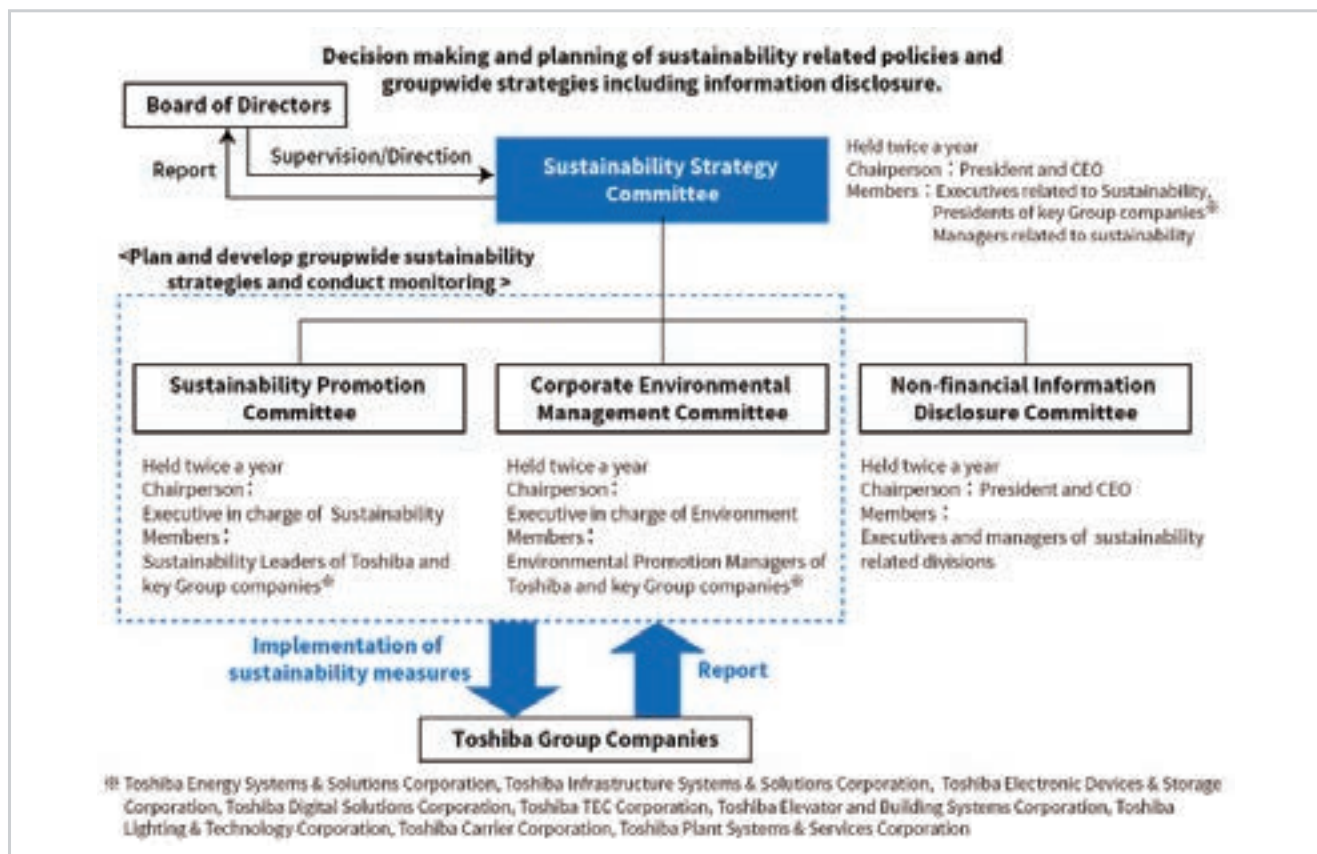 Decision making and planning of sustainability related policies and
groupwide strategies including information disclosure.
Board of Directors
Report
Supervision/Direction
Sustainability Strategy
Committee
Held twice a year
Chairperson：President and CEO
Members：Executives related to Sustainability,
Presidents of key Group companies※
Managers related to sustainability
<Plan and develop groupwide sustainability
strategies and conduct monitoring >
Sustainability Promotion
Committee
Held twice a year
Chairperson：
Executive in charge of Sustainability
Members：
Sustainability Leaders of Toshiba and
key Group companies※
Corporate Environmental
Management Committee
Held twice a year
Chairperson：
Executive in charge of Environment
Members：
Environmental Promotion Managers of
Toshiba and key Group companies※
Non-financial Information
Disclosure Committee
Held twice a year
Chairperson：President and CEO
Members：
Executives and managers of sustainability
related divisions
Implementation of
sustainability measures
Report
Toshiba Group Companies
※ Toshiba Energy Systems & Solutions Corporation, Toshiba Infrastructure Systems & Solutions Corporation, Toshiba Electronic Devices & Storage
Corporation, Toshiba Digital Solutions Corporation, Toshiba TEC Corporation, Toshiba Elevator and Building Systems Corporation, Toshiba
Lighting & Technology Corporation, Toshiba Carrier Corporation, Toshiba Plant Systems & Services Corporation